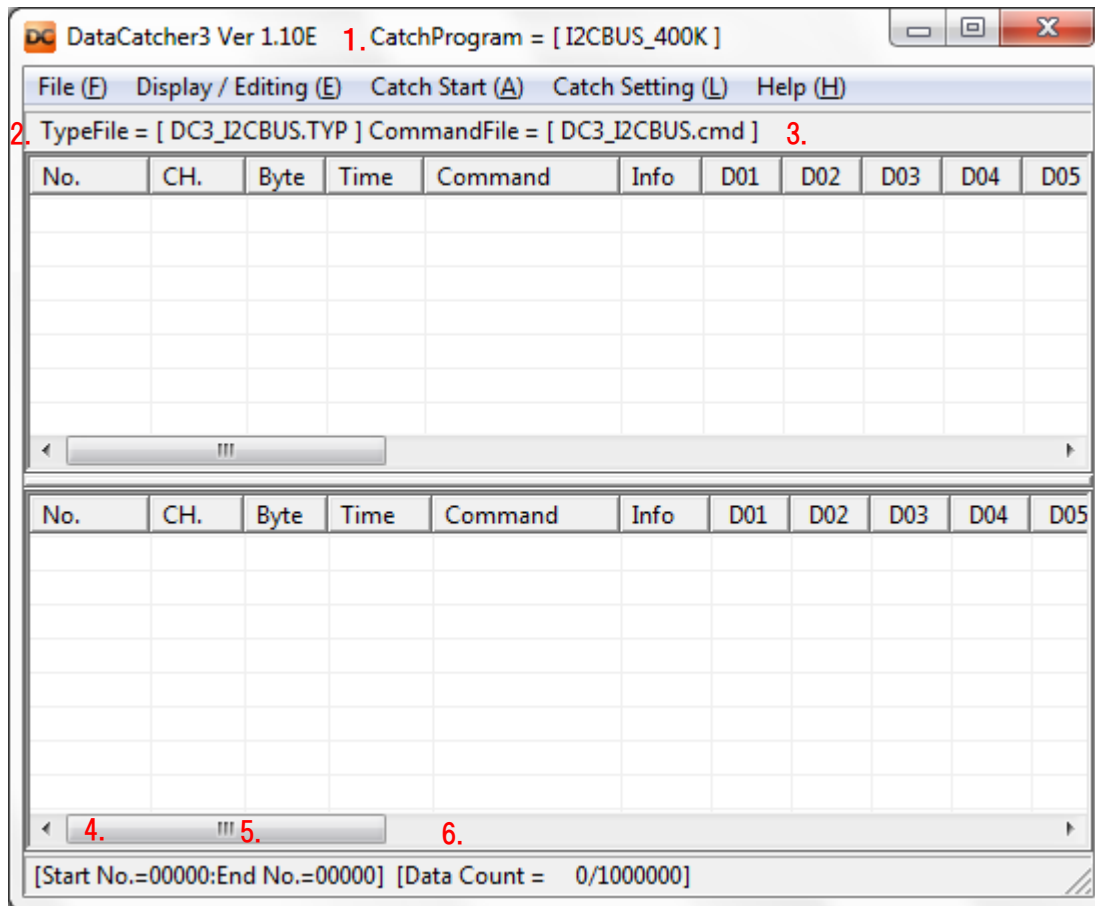 DC DataCatcher3 Ver 1.10E 1. CatchProgram = [ I2CBUS_400K ]
File (F) Display / Editing (E) Catch Start (A) Catch Setting (L) Help (H)
2. TypeFile = [ DC3_I2CBUS.TYP ] CommandFile = [ DC3_I2CBUS.cmd ] 3.
No. CH. Byte Time Command Info D01 D02 D03 D04 D05
No. CH. Byte Time Command Info D01 D02 D03 D04 D05
4. 5. 6.
[Start No.=00000:End No.=00000] [Data Count = 0/1000000]